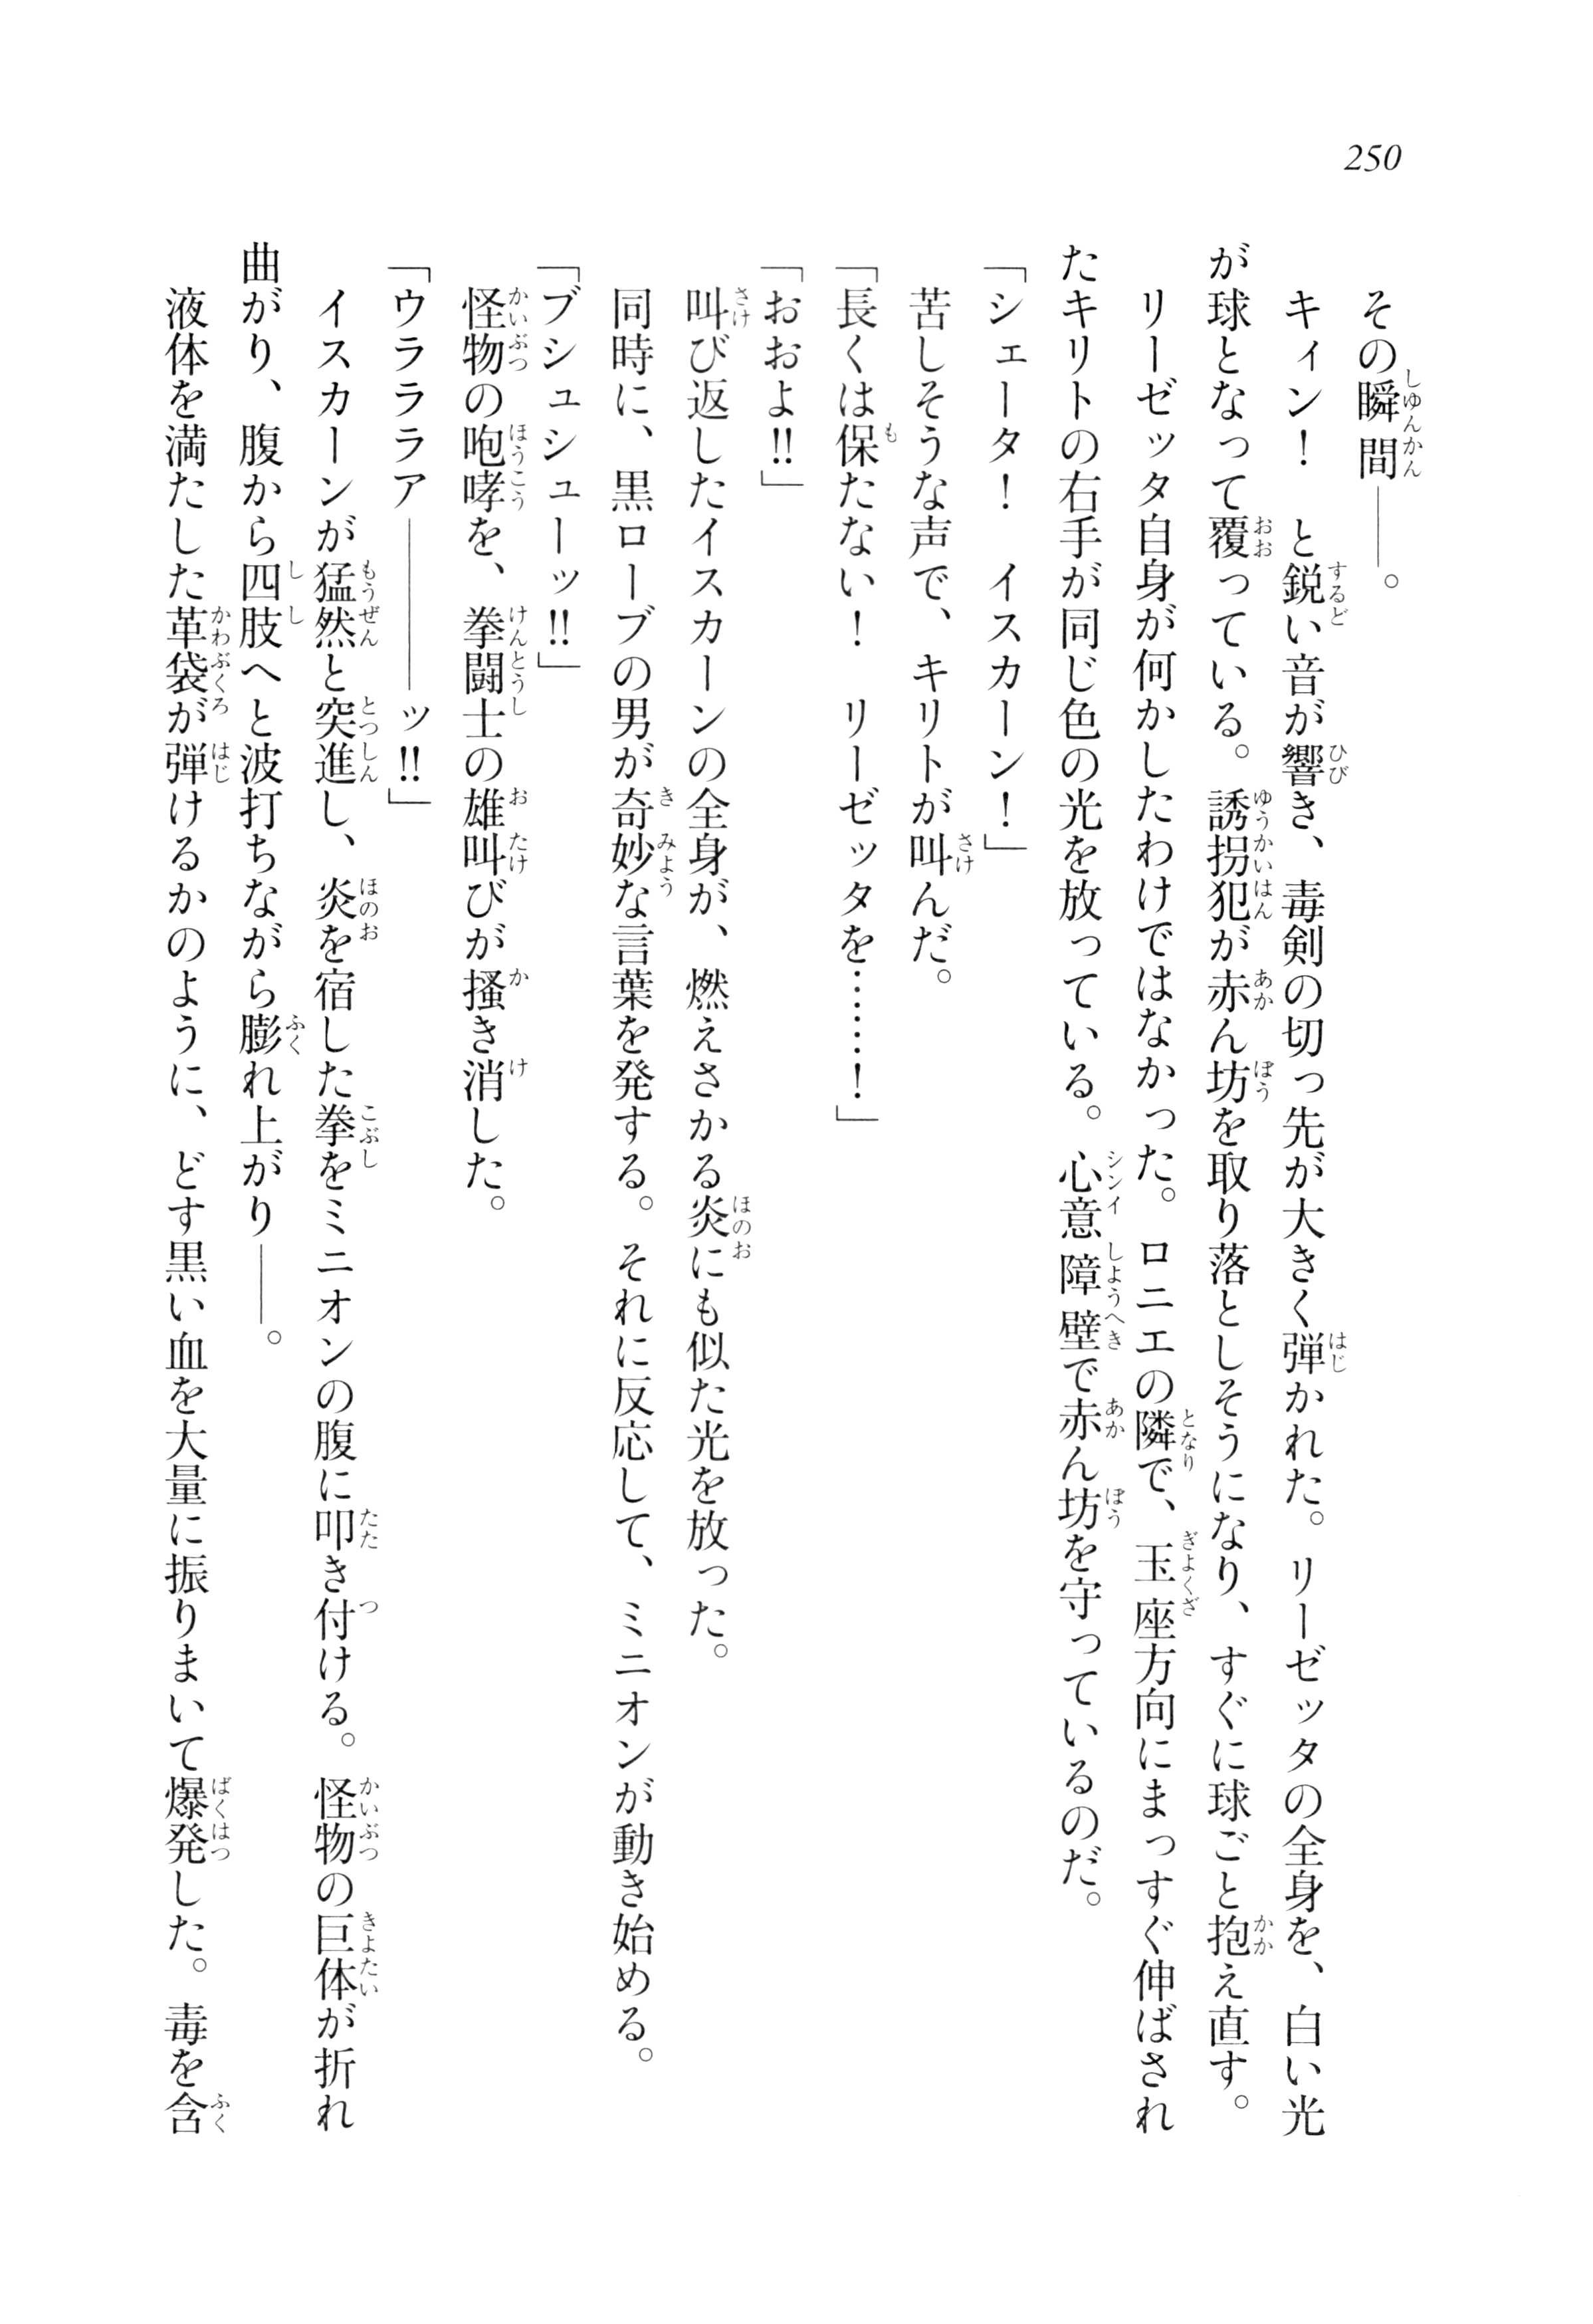 250
その瞬間――。
キィン！　と鋭い音が響き、毒剣の切っ先が大きく弾かれた。リーゼッタの全身を、白い光
が球となって覆っている。誘拐犯が赤ん坊を取り落としそうになり、すぐに球ごと抱え直す。
リーゼッタ自身が何かしたわけではなかった。ロニエの隣で、玉座方向にまっすぐ伸ばされ
たキリトの右手が同じ色の光を放っている。心意障壁で赤ん坊を守っているのだ。
「シェータ！　イスカーン！」
苦しそうな声で、キリトが叫んだ。
「長くは保たない！　リーゼッタを……！」
「おおよ!!」
叫び返したイスカーンの全身が、燃えさかる炎にも似た光を放った。
同時に、黒ローブの男が奇妙な言葉を発する。それに反応して、ミニオンが動き始める。
「ブシュシューッ!!」
怪物の咆哮を、拳闘士の雄叫びが掻き消した。
「ウラララア――――ッ!!」
イスカーンが猛然と突進し、炎を宿した拳をミニオンの腹に叩き付ける。怪物の巨体が折れ
曲がり、腹から四肢へと波打ちながら膨れ上がり――。
液体を満たした革袋が弾けるかのように、どす黒い血を大量に振りまいて爆発した。毒を含